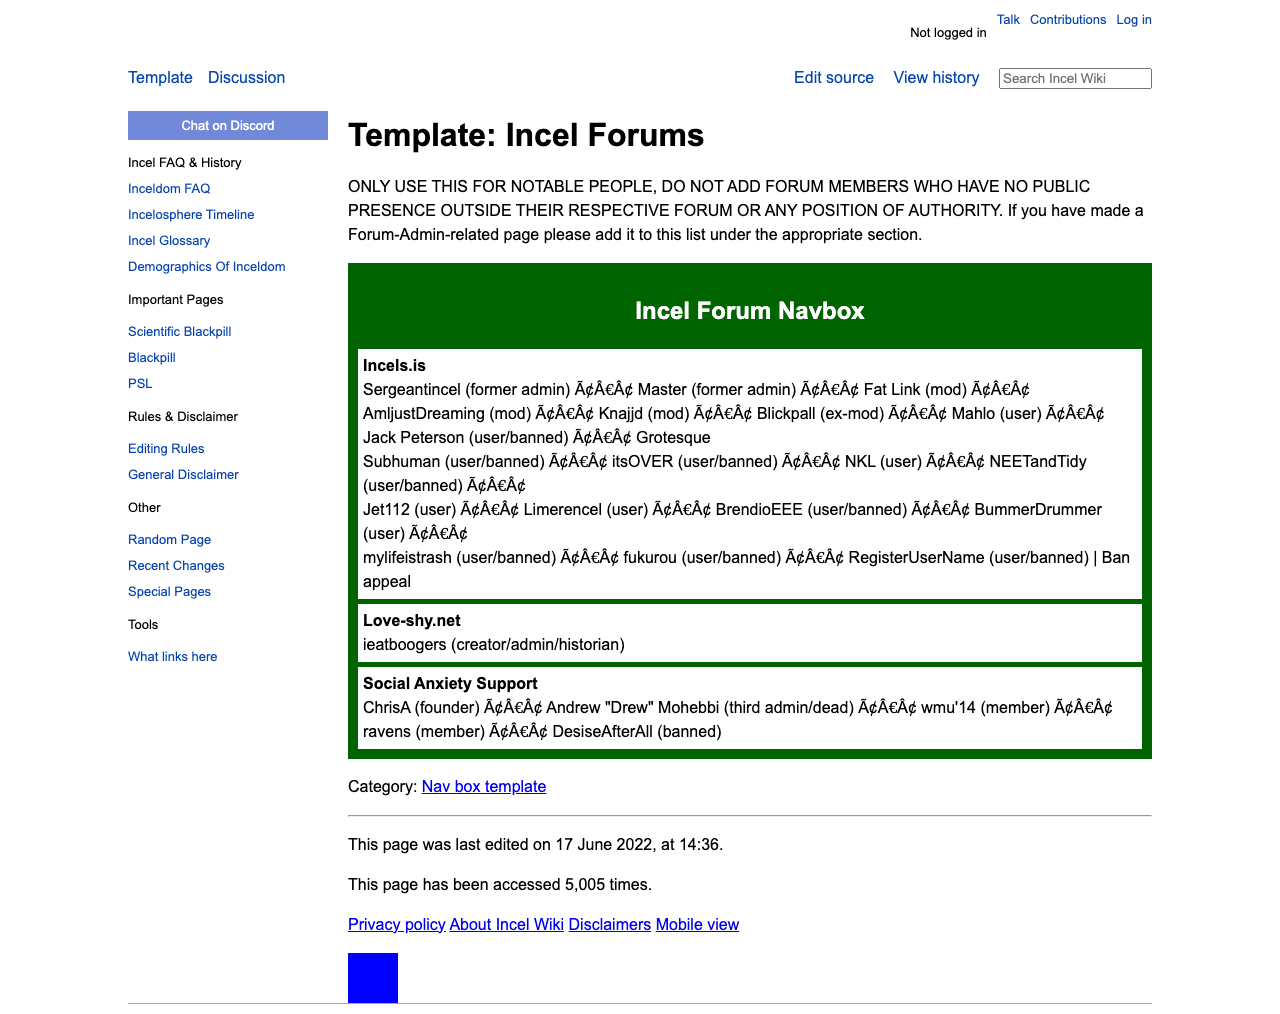 Not logged in Talk Contributions Log in
Template Discussion Edit source View history Search Incel Wiki
Chat on Discord
Incel FAQ & History
Inceldom FAQ
Incelosphere Timeline
Incel Glossary
Demographics Of Inceldom
Important Pages
Scientific Blackpill
Blackpill
PSL
Rules & Disclaimer
Editing Rules
General Disclaimer
Other
Random Page
Recent Changes
Special Pages
Tools
What links here
Template: Incel Forums
ONLY USE THIS FOR NOTABLE PEOPLE, DO NOT ADD FORUM MEMBERS WHO HAVE NO PUBLIC
PRESENCE OUTSIDE THEIR RESPECTIVE FORUM OR ANY POSITION OF AUTHORITY. If you have made a
Forum-Admin-related page please add it to this list under the appropriate section.
Incel Forum Navbox
Incels.is
Sergeantincel (former admin) Ã¢Â€Â¢ Master (former admin) Ã¢Â€Â¢ Fat Link (mod) Ã¢Â€Â¢
AmljustDreaming (mod) Ã¢Â€Â¢ Knajjd (mod) Ã¢Â€Â¢ Blickpall (ex-mod) Ã¢Â€Â¢ Mahlo (user) Ã¢Â€Â¢
Jack Peterson (user/banned) Ã¢Â€Â¢ Grotesque
Subhuman (user/banned) Ã¢Â€Â¢ itsOVER (user/banned) Ã¢Â€Â¢ NKL (user) Ã¢Â€Â¢ NEETandTidy
(user/banned) Ã¢Â€Â¢
Jet112 (user) Ã¢Â€Â¢ Limerencel (user) Ã¢Â€Â¢ BrendioEEE (user/banned) Ã¢Â€Â¢ BummerDrummer
(user) Ã¢Â€Â¢
mylifeistrash (user/banned) Ã¢Â€Â¢ fukurou (user/banned) Ã¢Â€Â¢ RegisterUserName (user/banned) | Ban
appeal
Love-shy.net
ieatboogers (creator/admin/historian)
Social Anxiety Support
ChrisA (founder) Ã¢Â€Â¢ Andrew "Drew" Mohebbi (third admin/dead) Ã¢Â€Â¢ wmu'14 (member) Ã¢Â€Â¢
ravens (member) Ã¢Â€Â¢ DesiseAfterAll (banned)
Category: Nav box template
This page was last edited on 17 June 2022, at 14:36.
This page has been accessed 5,005 times.
Privacy policy About Incel Wiki Disclaimers Mobile view